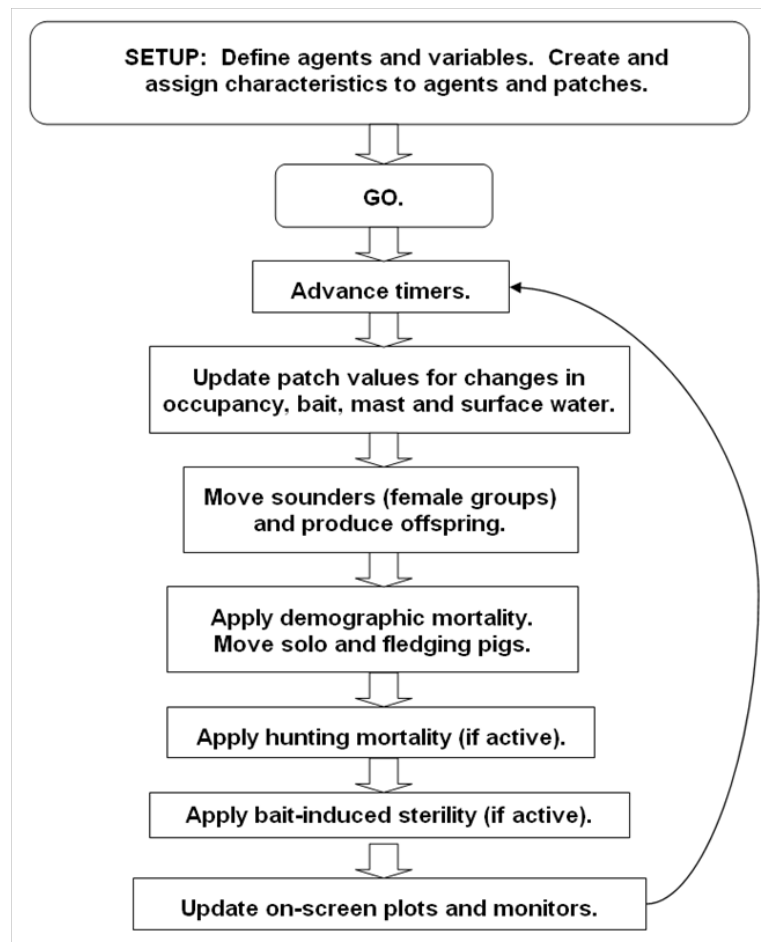 SETUP:  Define agents and variables.  Create and
assign characteristics to agents and patches.
GO.
Advance timers.
Update patch values for changes in
occupancy, bait, mast and surface water.
Move sounders (female groups)
and produce offspring.
Apply demographic mortality.
Move solo and fledging pigs.
Apply hunting mortality (if active).
Apply bait-induced sterility (if active).
Update on-screen plots and monitors.